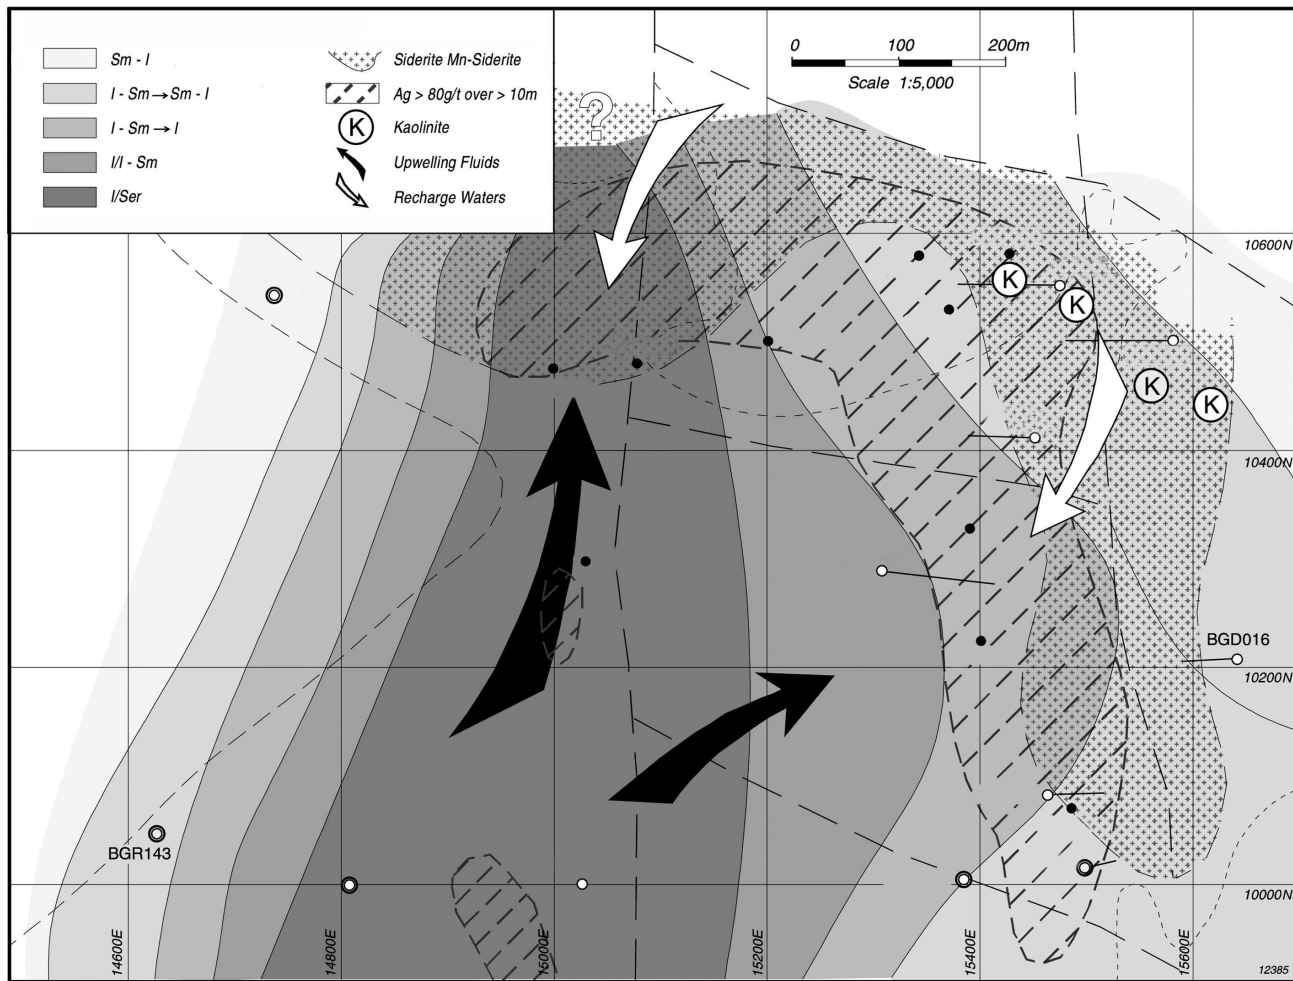 Sm - I
I - Sm → Sm - I
I - Sm → I
I/I - Sm
I/Ser
Siderite Mn-Siderite
Ag > 80g/t over > 10m
K
Kaolinite
Upwelling Fluids
Recharge Waters
?
0 100 200m
Scale 1:5,000
10600N
K
K
K
K
10400N
BGD016
10200N
BGR143
10000N
14600E
14800E
15000E
15200E
15400E
15600E
12385